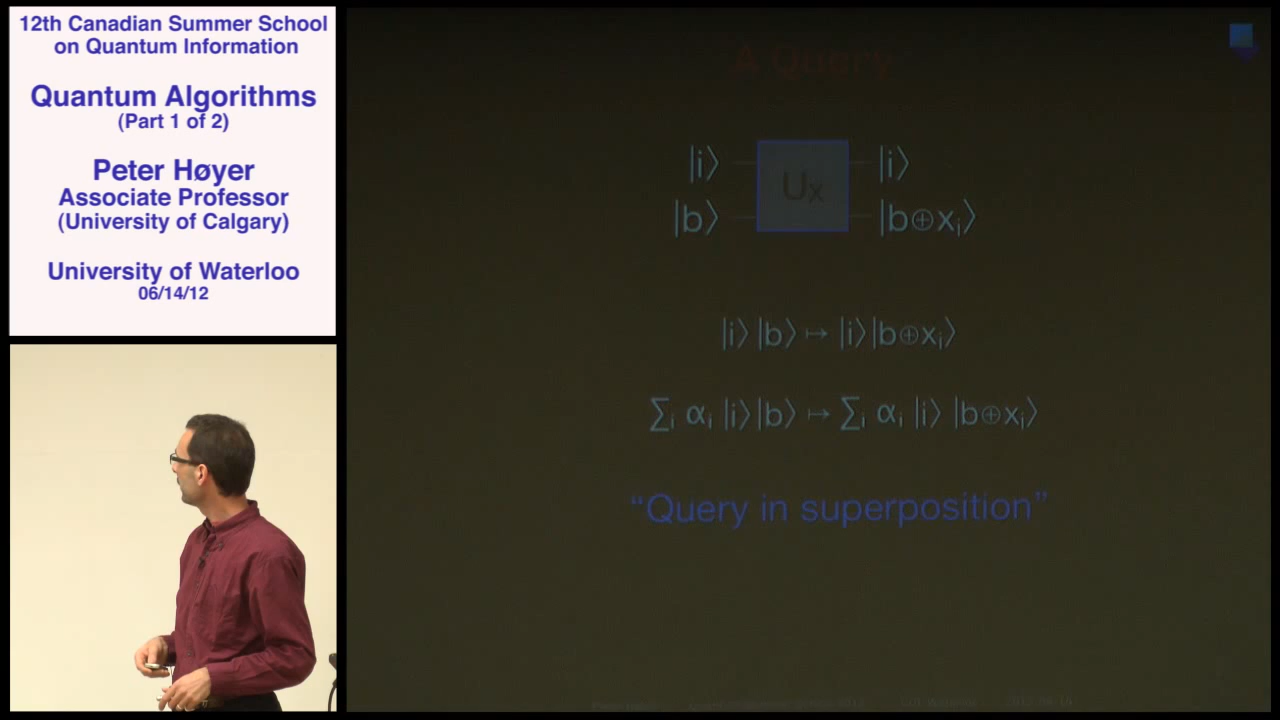 12th Canadian Summer School
on Quantum Information
Quantum Algorithms
(Part 1 of 2)
Peter Høyer
Associate Professor
(University of Calgary)
University of Waterloo
06/14/12
A Query
|i⟩ Uₓ |i⟩
|b⟩ |b⊕xᵢ⟩
|i⟩|b⟩ ↦ |i⟩|b⊕xᵢ⟩
∑ᵢ αᵢ |i⟩|b⟩ ↦ ∑ᵢ αᵢ |i⟩ |b⊕xᵢ⟩
“Query in superposition”